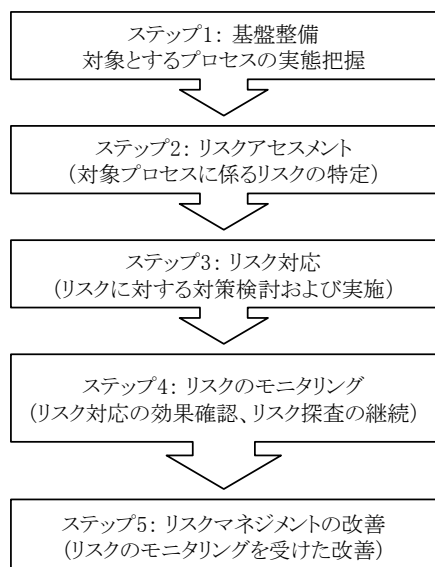 ステップ1: 基盤整備
対象とするプロセスの実態把握
ステップ2: リスクアセスメント
(対象プロセスに係るリスクの特定)
ステップ3: リスク対応
(リスクに対する対策検討および実施)
ステップ4: リスクのモニタリング
(リスク対応の効果確認、リスク探査の継続)
ステップ5: リスクマネジメントの改善
(リスクのモニタリングを受けた改善)